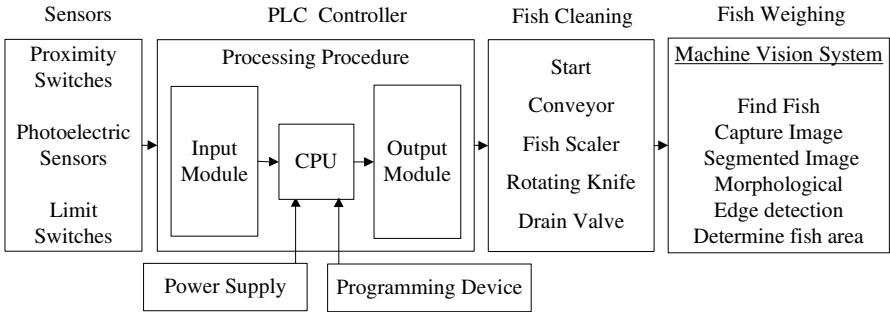 Sensors
PLC Controller
Fish Cleaning
Fish Weighing
Proximity
Switches
Photoelectric
Sensors
Limit
Switches
Processing Procedure
Input
Module
CPU
Output
Module
Power Supply
Programming Device
Start
Conveyor
Fish Scaler
Rotating Knife
Drain Valve
Machine Vision System
Find Fish
Capture Image
Segmented Image
Morphological
Edge detection
Determine fish area